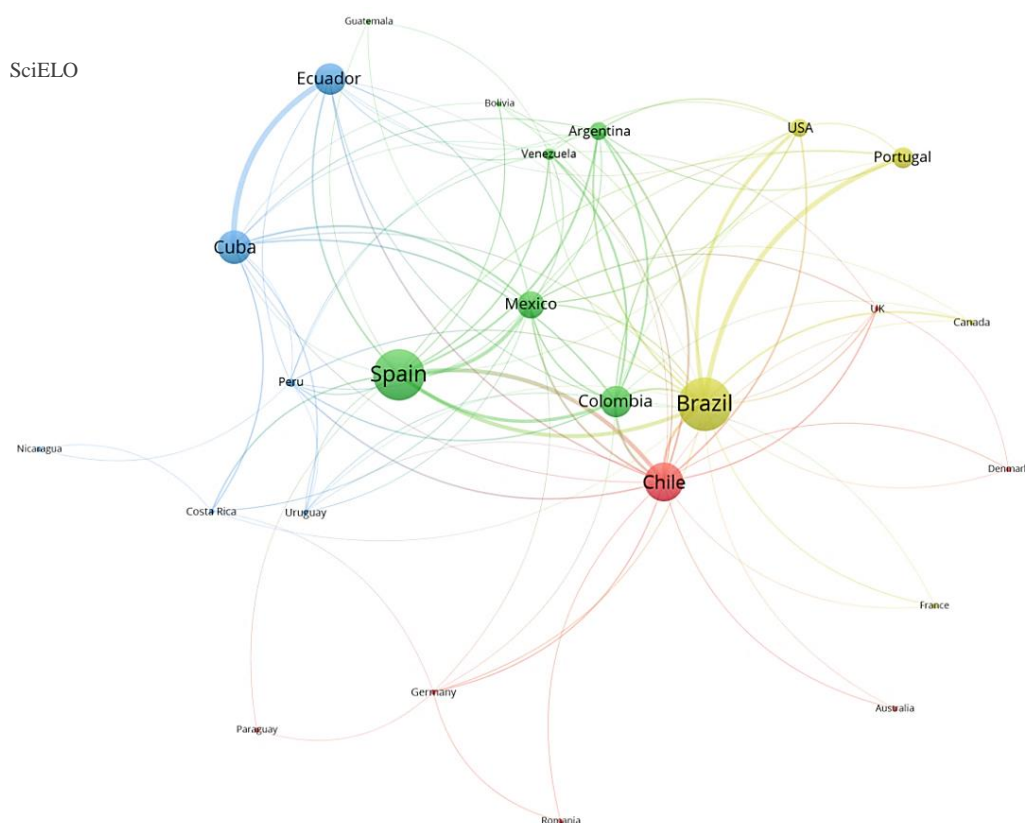 Guatemala
SciELO
Ecuador
Bolivia
Argentina
USA
Venezuela
Portugal
Cuba
Mexico
UK
Canada
Spain
Peru
Colombia
Brazil
Nicaragua
Denmark
Chile
Costa Rica
Uruguay
France
Germany
Australia
Paraguay
Romania